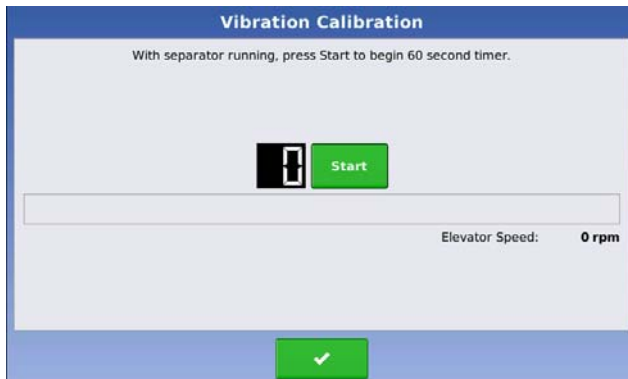 Vibration Calibration
With separator running, press Start to begin 60 second timer.
0 Start
Elevator Speed: 0 rpm